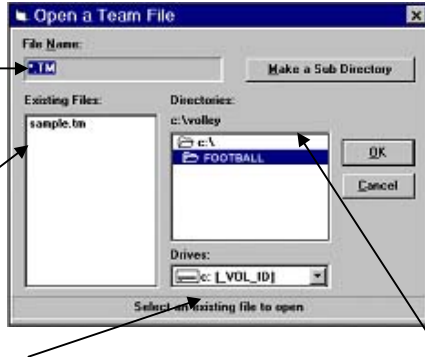 Open a Team File
File Name:
*.TM
Make a Sub Directory
Existing Files:
Directories:
sample.tm
c:\volley
c:\
FOOTBALL
OK
Cancel
Drives:
c: [_VOL_ID]
Select an existing file to open